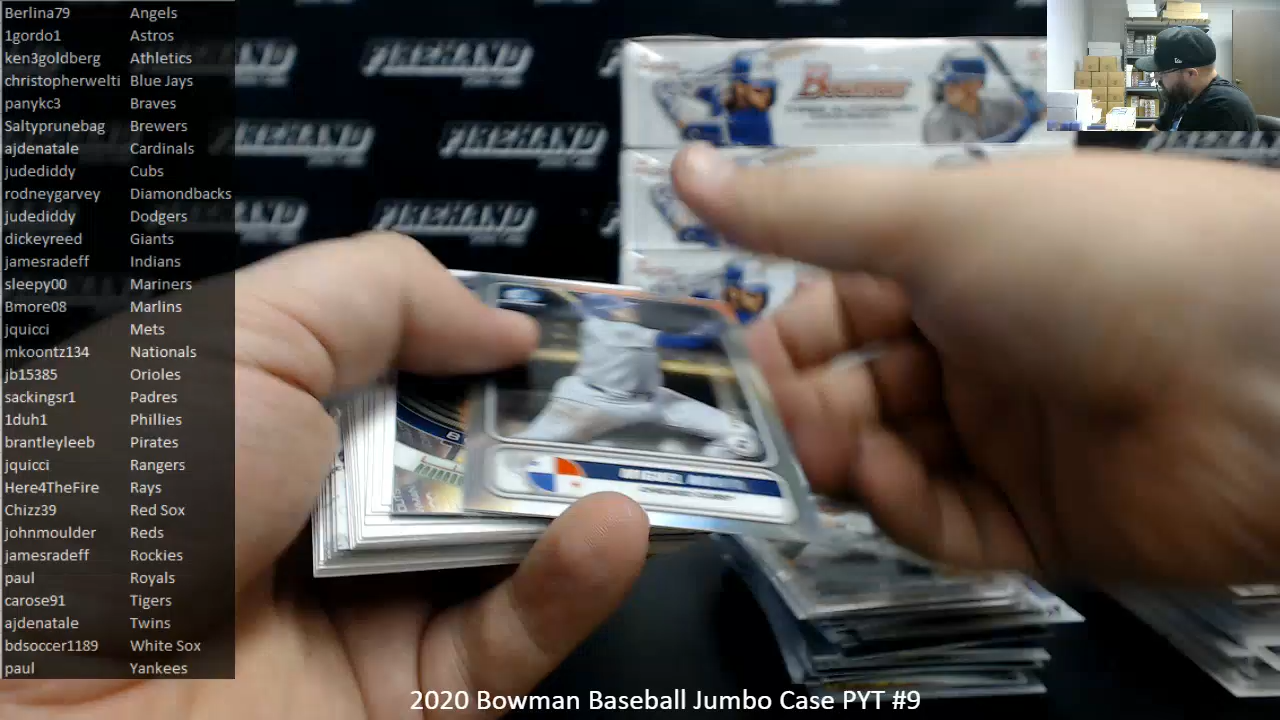 Berlina79 Angels
1gordo1 Astros
ken3goldberg Athletics
christopherwelti Blue Jays
panykc3 Braves
Saltyprunebag Brewers
ajdenatale Cardinals
judediddy Cubs
rodneygarvey Diamondbacks
judediddy Dodgers
dickeyreed Giants
jamesradeff Indians
sleepy00 Mariners
Bmore08 Marlins
jquicci Mets
mkoontz134 Nationals
jb15385 Orioles
sackingsr1 Padres
1duh1 Phillies
brantleyleeb Pirates
jquicci Rangers
Here4TheFire Rays
Chizz39 Red Sox
johnmoulder Reds
jamesradeff Rockies
paul Royals
carose91 Tigers
ajdenatale Twins
bdsoccer1189 White Sox
paul Yankees
FIREHAND
FIREHAND
FIREHAND
FIREHAND
Bowman
2020 Bowman Baseball Jumbo Case PYT #9